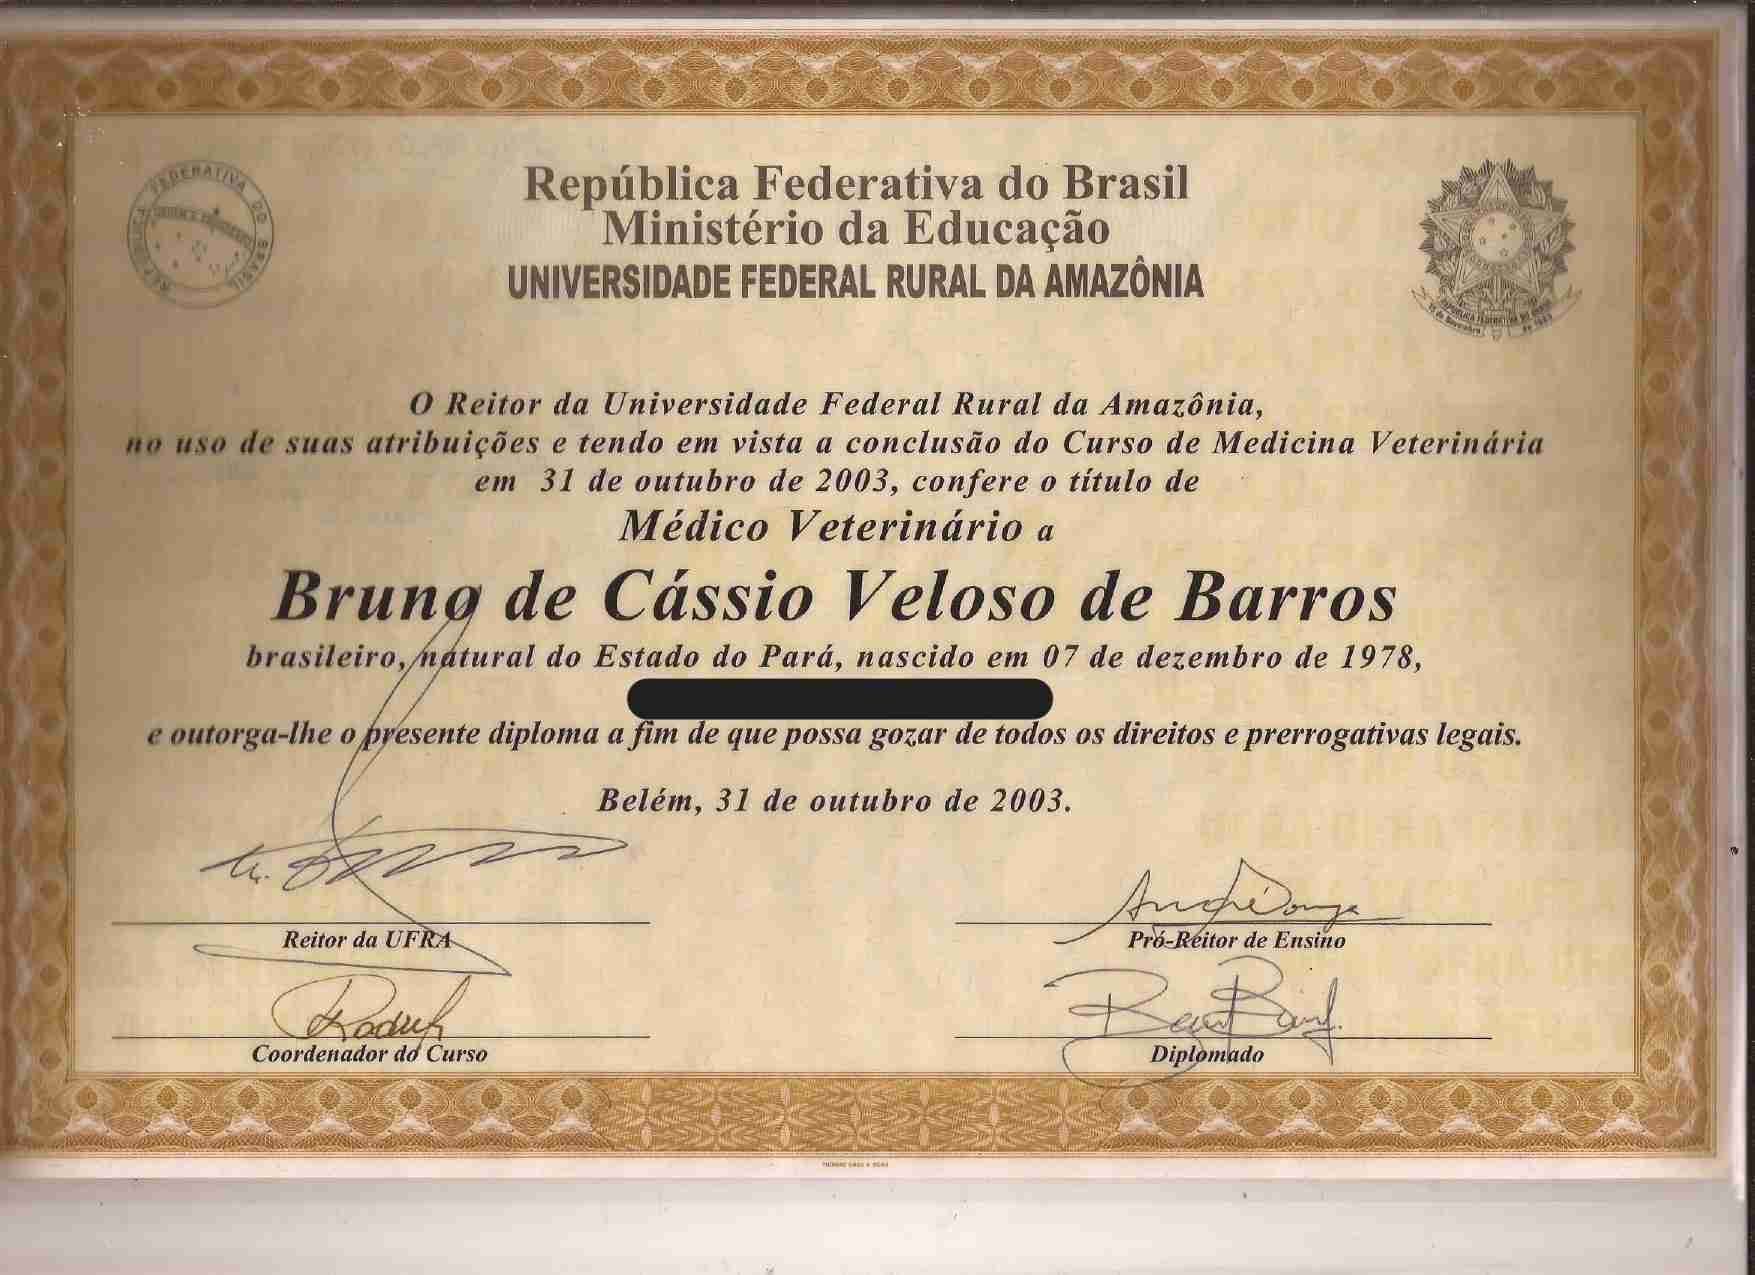 República Federativa do Brasil
Ministério da Educação
UNIVERSIDADE FEDERAL RURAL DA AMAZÔNIA
REPÚBLICA FEDERATIVA DO BRASIL
O Reitor da Universidade Federal Rural da Amazônia,
no uso de suas atribuições e tendo em vista a conclusão do Curso de Medicina Veterinária
em 31 de outubro de 2003, confere o título de
Médico Veterinário a
Bruno de Cássio Veloso de Barros
brasileiro, natural do Estado do Pará, nascido em 07 de dezembro de 1978,
e outorga-lhe o presente diploma a fim de que possa gozar de todos os direitos e prerrogativas legais.
Belém, 31 de outubro de 2003.
Reitor da UFRA
Pró-Reitor de Ensino
Coordenador do Curso
Diplomado